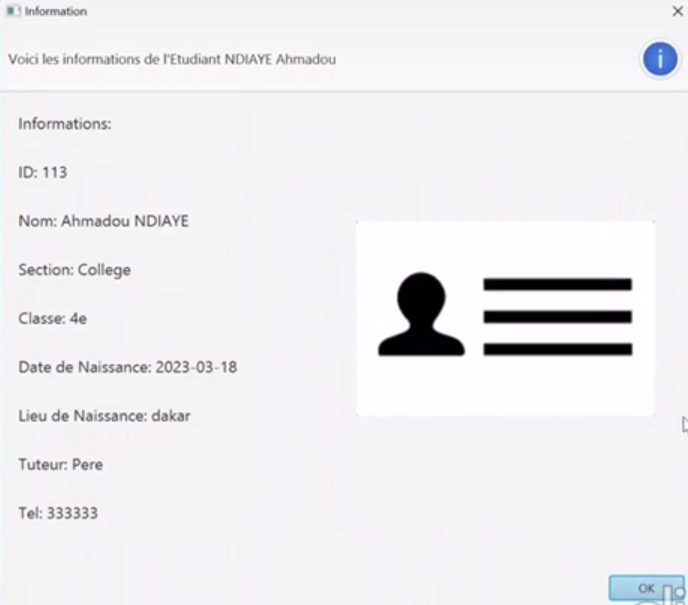 Information
Voici les informations de l'Etudiant NDIAYE Ahmadou
Informations:
ID: 113
Nom: Ahmadou NDIAYE
Section: College
Classe: 4e
Date de Naissance: 2023-03-18
Lieu de Naissance: dakar
Tuteur: Pere
Tel: 333333
OK